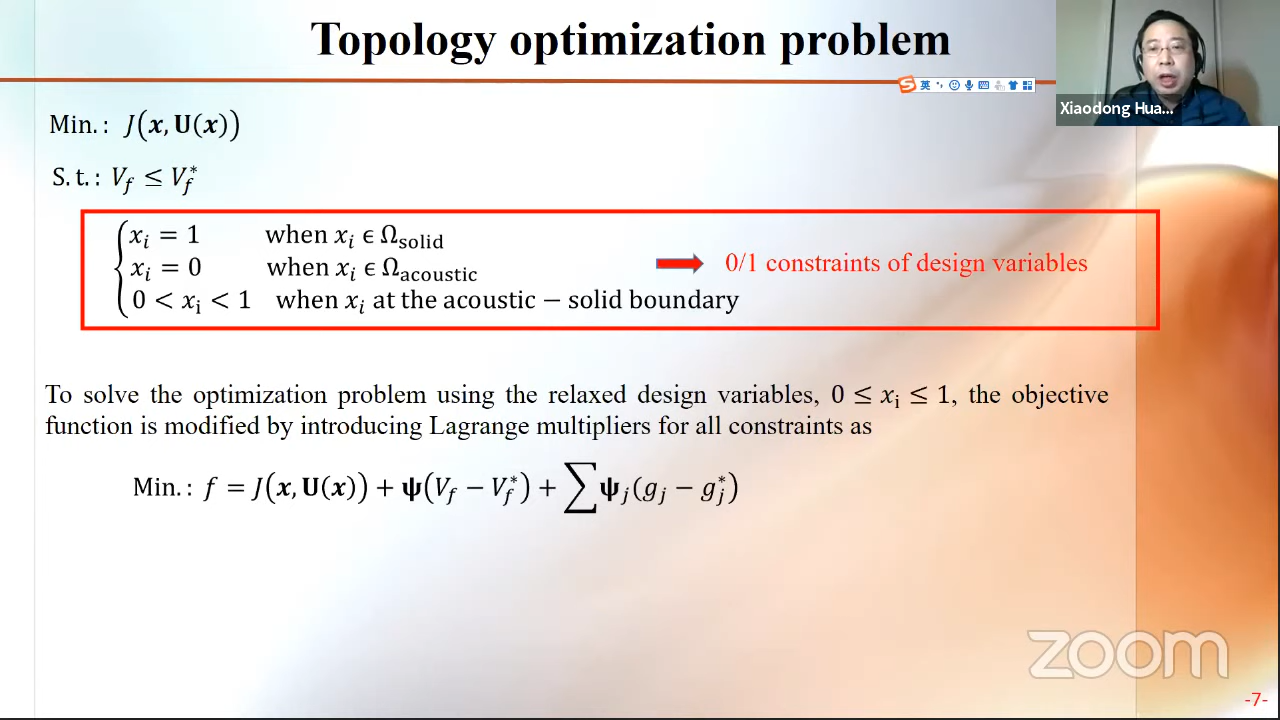 Topology optimization problem
英
Xiaodong Hua...
Min.: J(x, U(x))
S.t.: V_f ≤ V_f^*
x_i = 1 when x_i ϵ Ω_solid
x_i = 0 when x_i ϵ Ω_acoustic
0/1 constraints of design variables
0 < x_i < 1 when x_i at the acoustic − solid boundary
To solve the optimization problem using the relaxed design variables, 0 ≤ x_i ≤ 1, the objective
function is modified by introducing Lagrange multipliers for all constraints as
Min.: f = J(x, U(x)) + ψ(V_f − V_f^*) + ∑ψ_j(g_j − g_j^*)
zoom
-7-